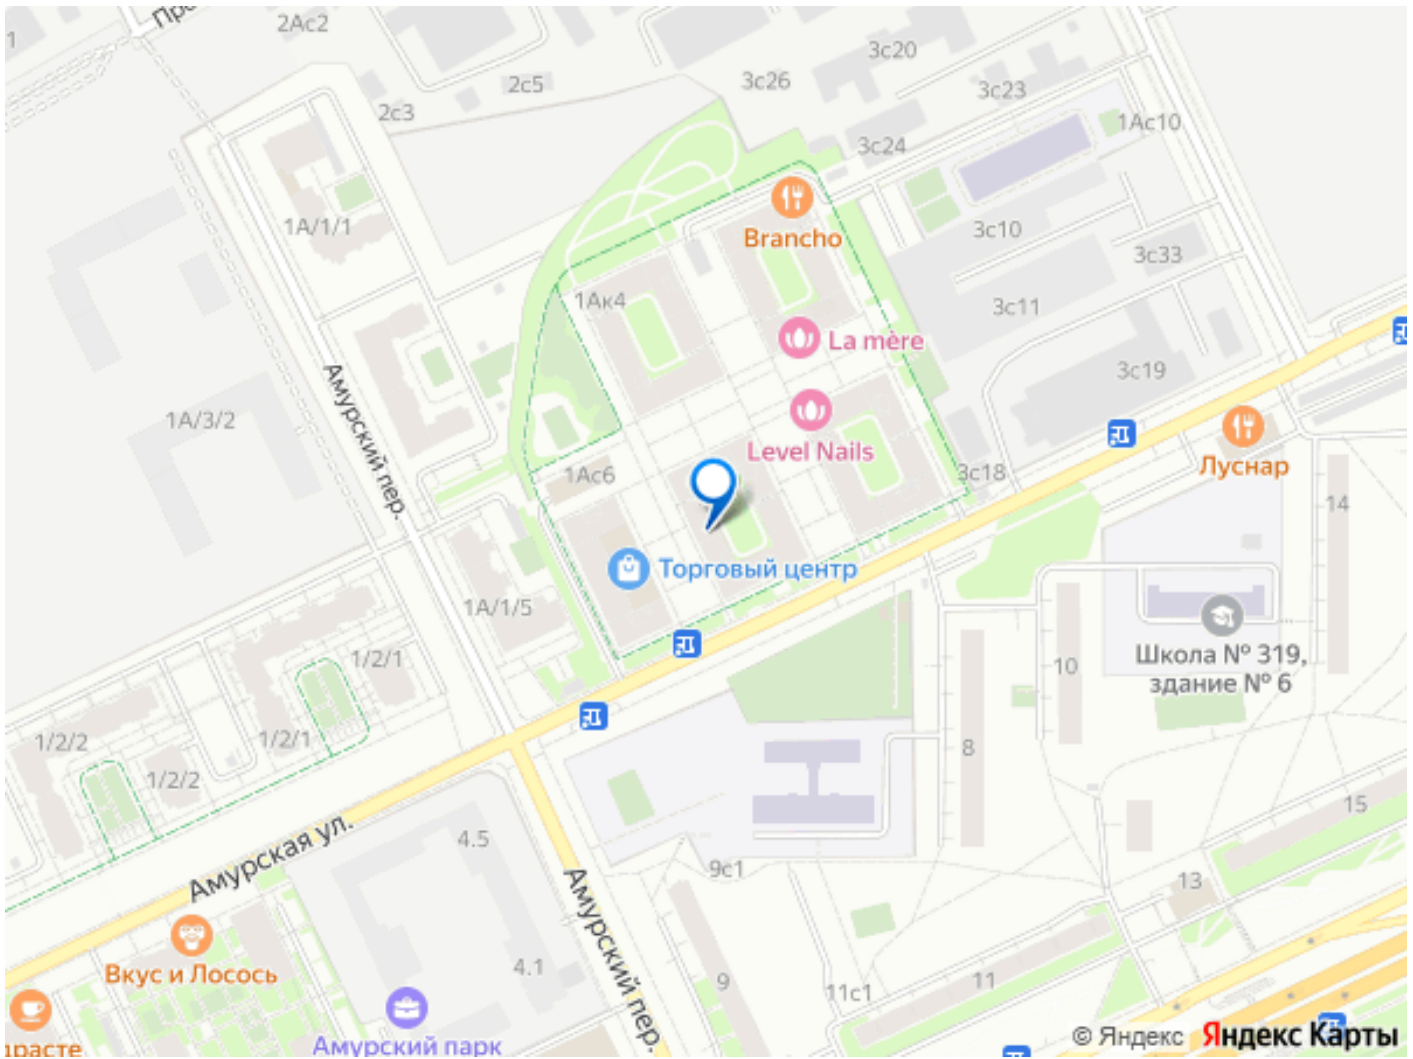 Про
2Ас2
1
2с5
2с3
3с26
3с20
3с23
3с24
1Ас10
Brancho
1А/1/1
3с10
3с33
1Ак4
3с11
La mère
3с19
Амурский пер.
1А/3/2
Level Nails
Луснар
1Ас6
3с18
14
Торговый центр
1А/1/5
Школа № 319,
здание № 6
1/2/1
10
1/2/2
1/2/1
8
1/2/2
15
Амурская ул.
4.5
9с1
13
Амурский пер.
Вкус и Лосось
4.1
9
11с1
11
Амурский парк
драсте
© Яндекс Яндекс Карты